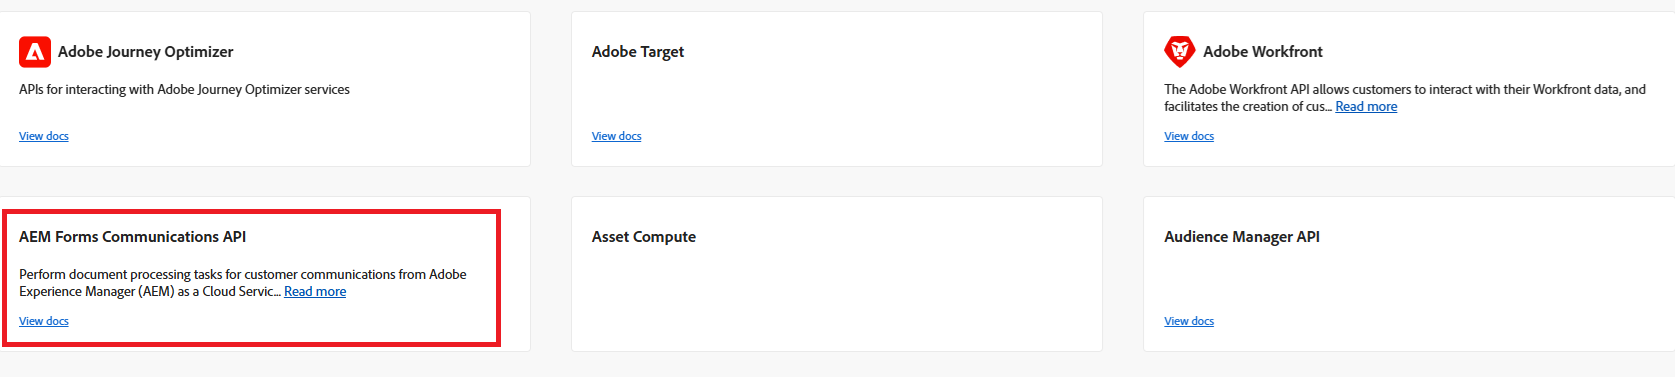 Adobe Journey Optimizer
APIs for interacting with Adobe Journey Optimizer services
View docs
Adobe Target
View docs
Adobe Workfront
The Adobe Workfront API allows customers to interact with their Workfront data, and
facilitates the creation of cus... Read more
View docs
AEM Forms Communications API
Perform document processing tasks for customer communications from Adobe
Experience Manager (AEM) as a Cloud Servic... Read more
View docs
Asset Compute
Audience Manager API
View docs